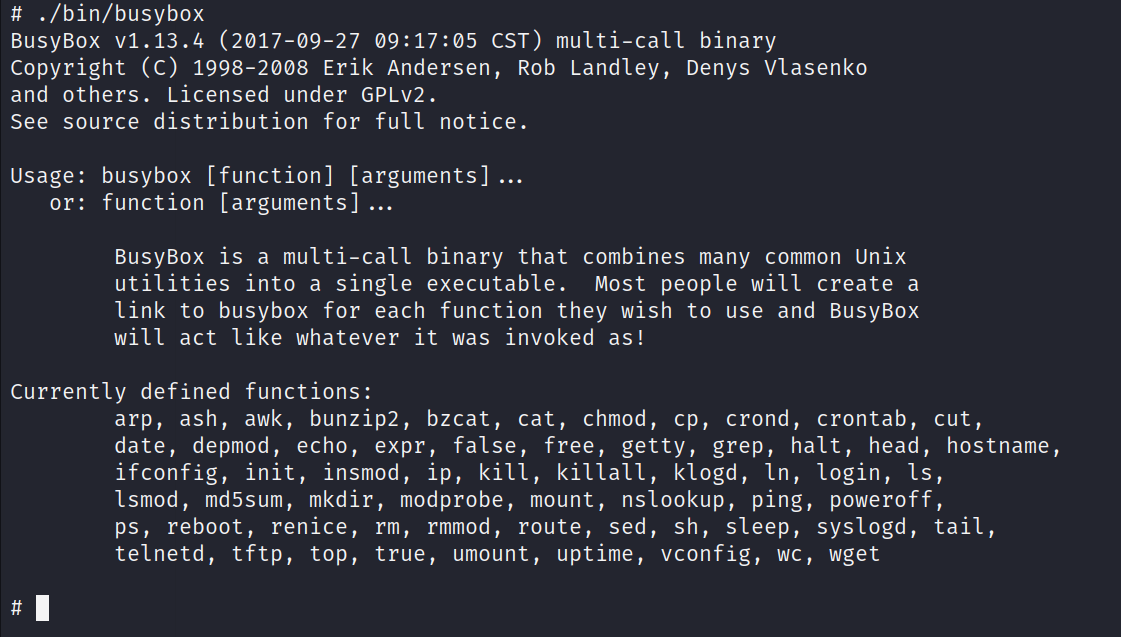 # ./bin/busybox
BusyBox v1.13.4 (2017-09-27 09:17:05 CST) multi-call binary
Copyright (C) 1998-2008 Erik Andersen, Rob Landley, Denys Vlasenko
and others. Licensed under GPLv2.
See source distribution for full notice.

Usage: busybox [function] [arguments]...
   or: function [arguments]...

        BusyBox is a multi-call binary that combines many common Unix
        utilities into a single executable.  Most people will create a
        link to busybox for each function they wish to use and BusyBox
        will act like whatever it was invoked as!

Currently defined functions:
        arp, ash, awk, bunzip2, bzcat, cat, chmod, cp, crond, crontab, cut,
        date, depmod, echo, expr, false, free, getty, grep, halt, head, hostname,
        ifconfig, init, insmod, ip, kill, killall, klogd, ln, login, ls,
        lsmod, md5sum, mkdir, modprobe, mount, nslookup, ping, poweroff,
        ps, reboot, renice, rm, rmmod, route, sed, sh, sleep, syslogd, tail,
        telnetd, tftp, top, true, umount, uptime, vconfig, wc, wget

#